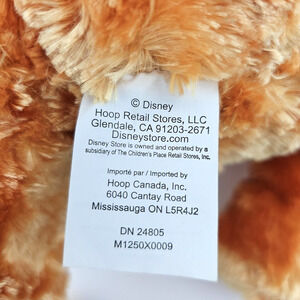 © Disney
Hoop Retail Stores, LLC
Glendale, CA 91203-2671
Disneystore.com
Disney Store is owned and operated by a
subsidiary of The Children's Place Retail Stores, Inc.
Importé par / Imported by
Hoop Canada, Inc.
6040 Cantay Road
Mississauga ON L5R4J2
DN 24805
M1250X0009